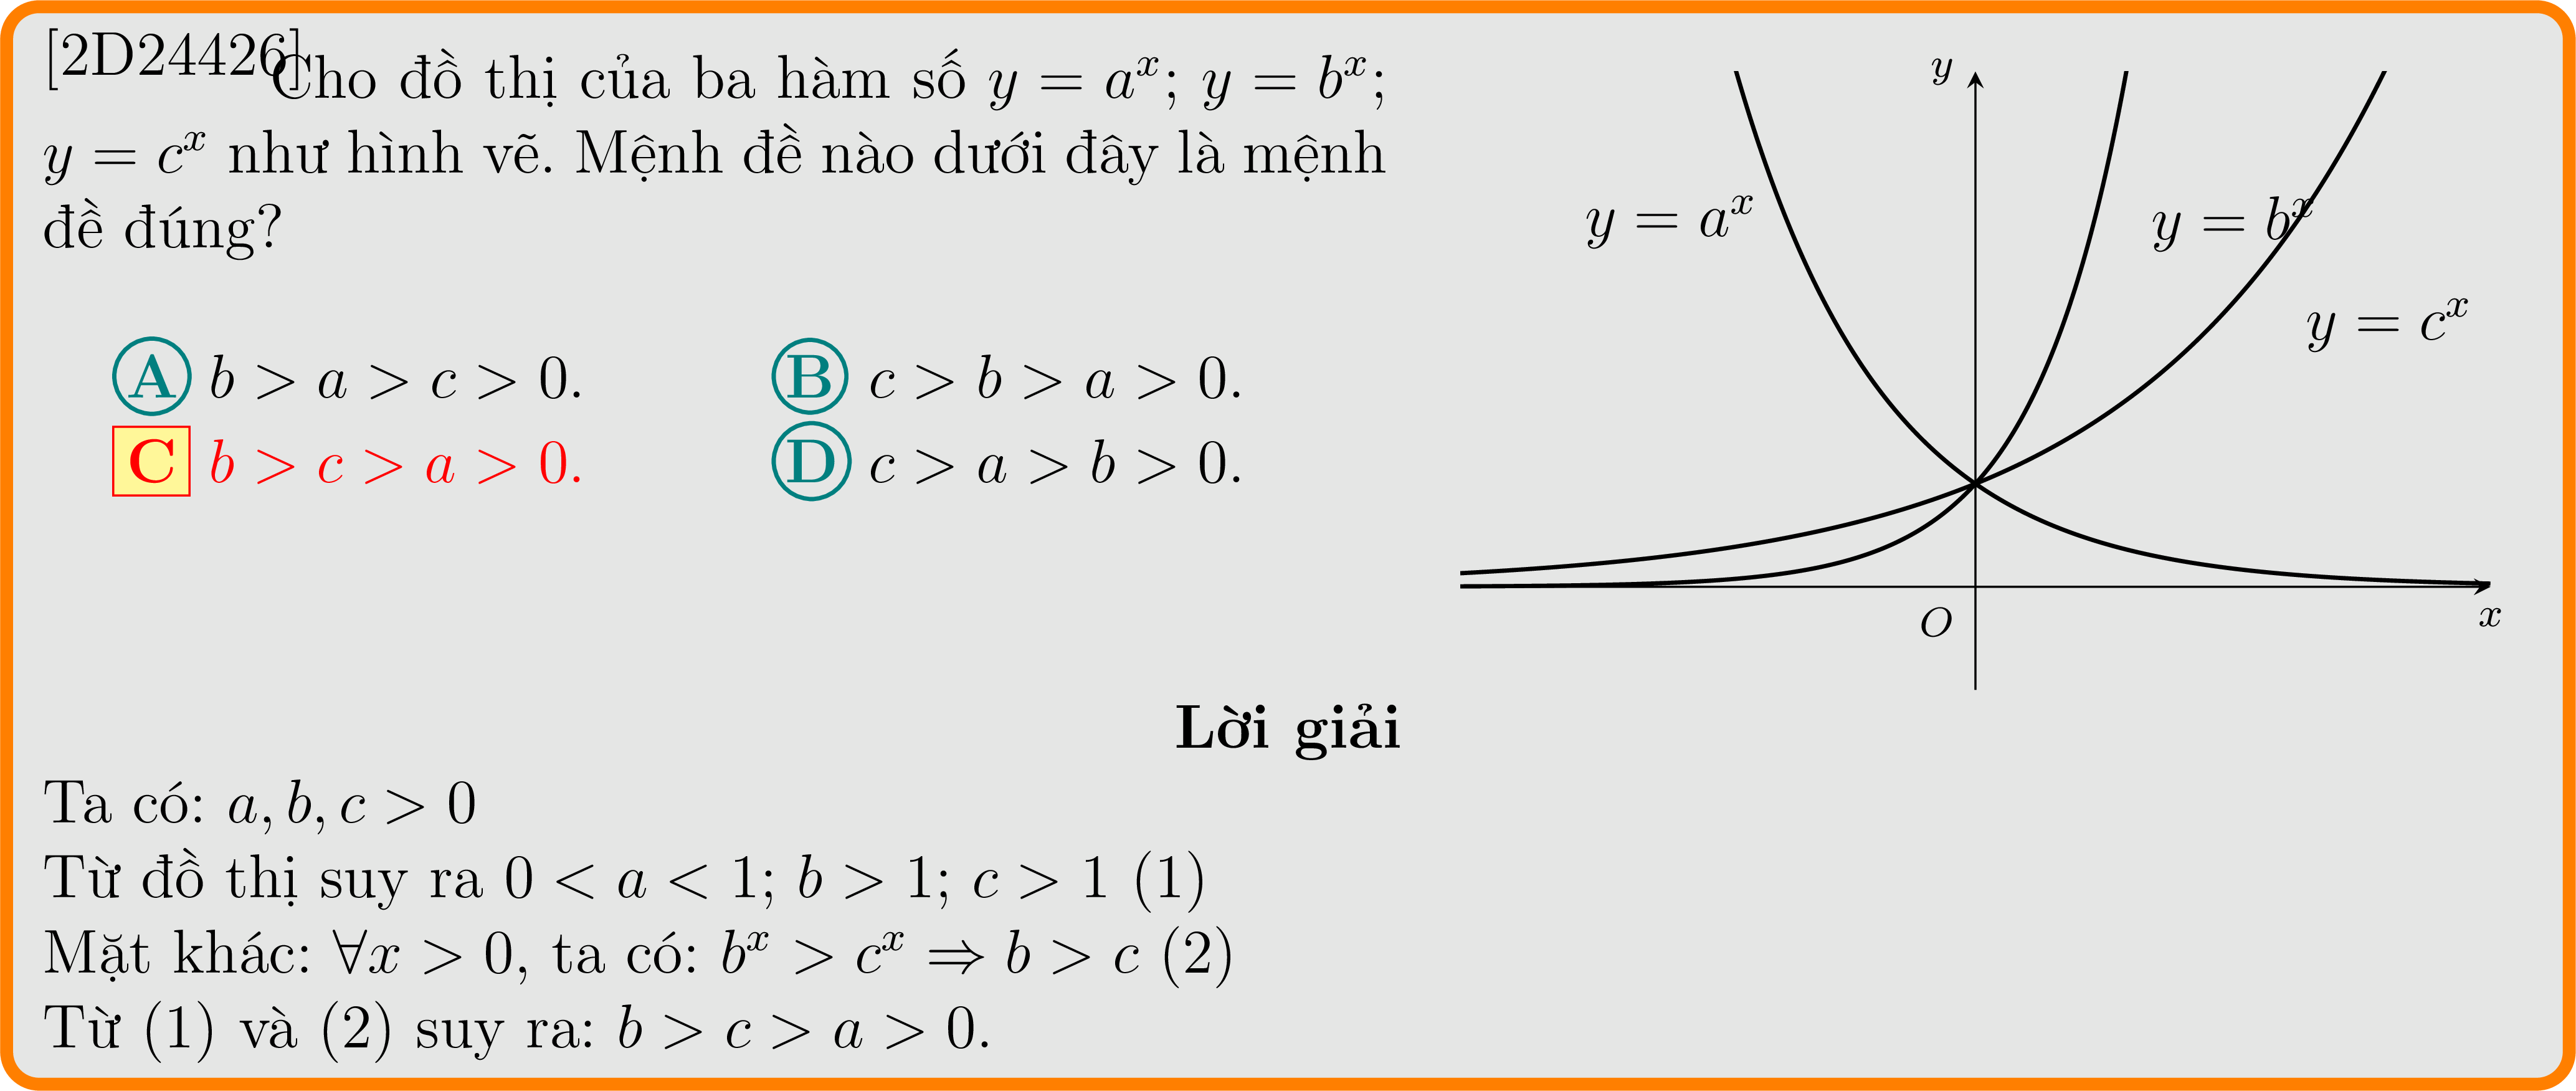 [2D24426]
Cho đồ thị của ba hàm số y = a^x; y = b^x;
y = c^x như hình vẽ. Mệnh đề nào dưới đây là mệnh
đề đúng?
A b > a > c > 0.
B c > b > a > 0.
C b > c > a > 0.
D c > a > b > 0.
y
y = a^x
y = b^x
y = c^x
O
x
Lời giải
Ta có: a, b, c > 0
Từ đồ thị suy ra 0 < a < 1; b > 1; c > 1 (1)
Mặt khác: ∀x > 0, ta có: b^x > c^x ⇒ b > c (2)
Từ (1) và (2) suy ra: b > c > a > 0.